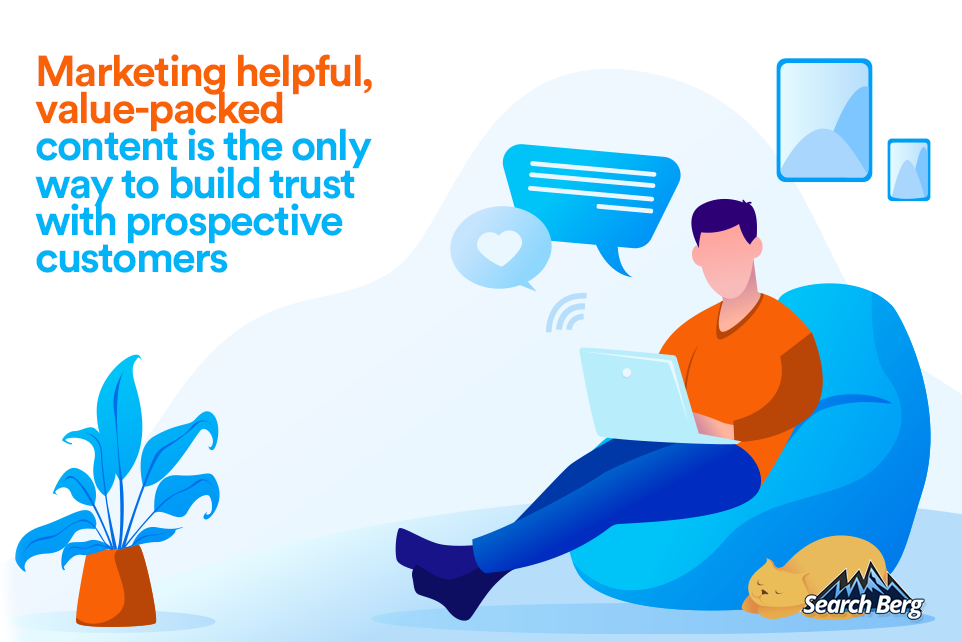 Marketing helpful,
value-packed
content is the only
way to build trust
with prospective
customers
Search Berg